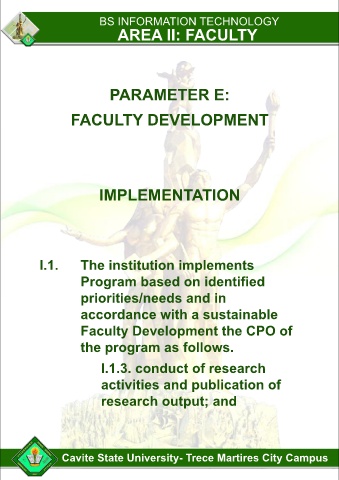 BS INFORMATION TECHNOLOGY
AREA II: FACULTY
PARAMETER E:
FACULTY DEVELOPMENT
IMPLEMENTATION
I.1. The institution implements
Program based on identified
priorities/needs and in
accordance with a sustainable
Faculty Development the CPO of
the program as follows.
I.1.3. conduct of research
activities and publication of
research output; and
Cavite State University- Trece Martires City Campus